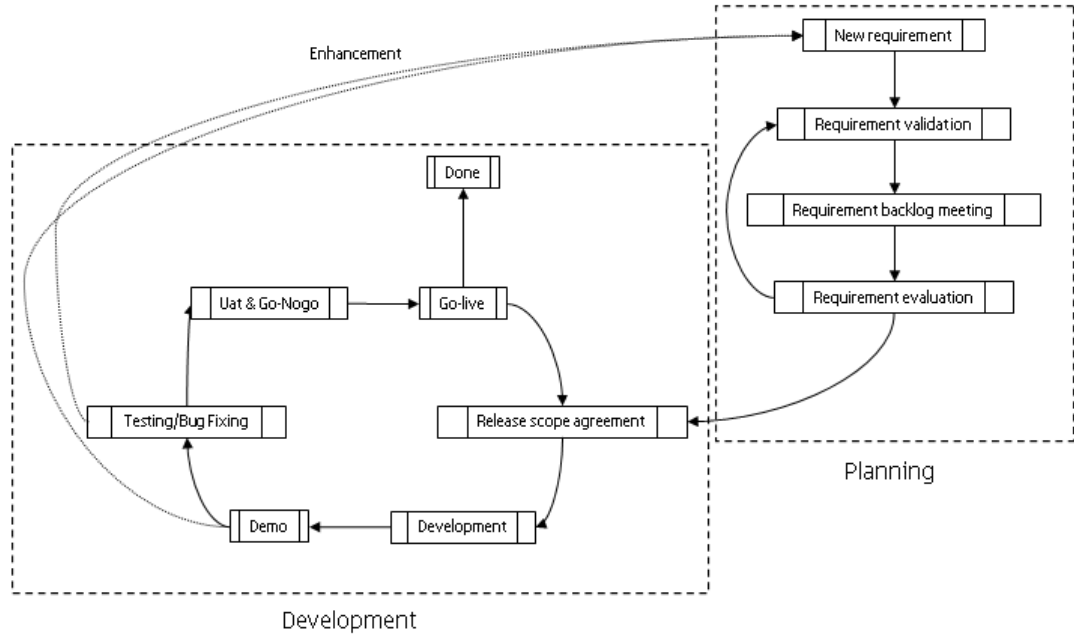 Enhancement
New requirement
Requirement validation
Done
Requirement backlog meeting
Uat & Go-Nogo
Go-live
Requirement evaluation
Testing/Bug Fixing
Release scope agreement
Planning
Demo
Development
Development